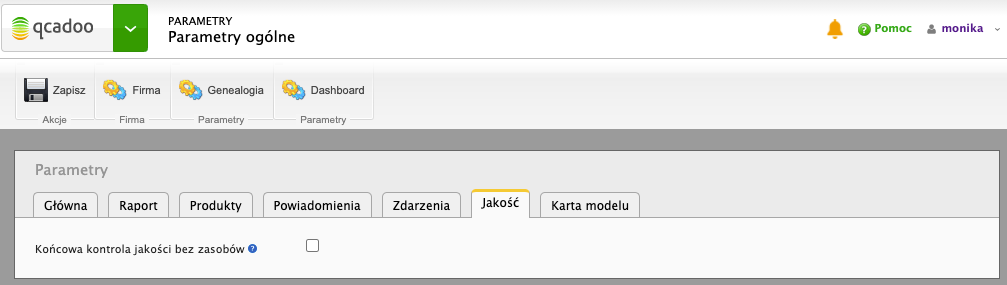 qcadoo
PARAMETRY
Parametry ogólne
Pomoc
monika
Zapisz
Firma
Genealogia
Dashboard
Akcje
Firma
Parametry
Parametry
Parametry
Główna
Raport
Produkty
Powiadomienia
Zdarzenia
Jakość
Karta modelu
Końcowa kontrola jakości bez zasobów